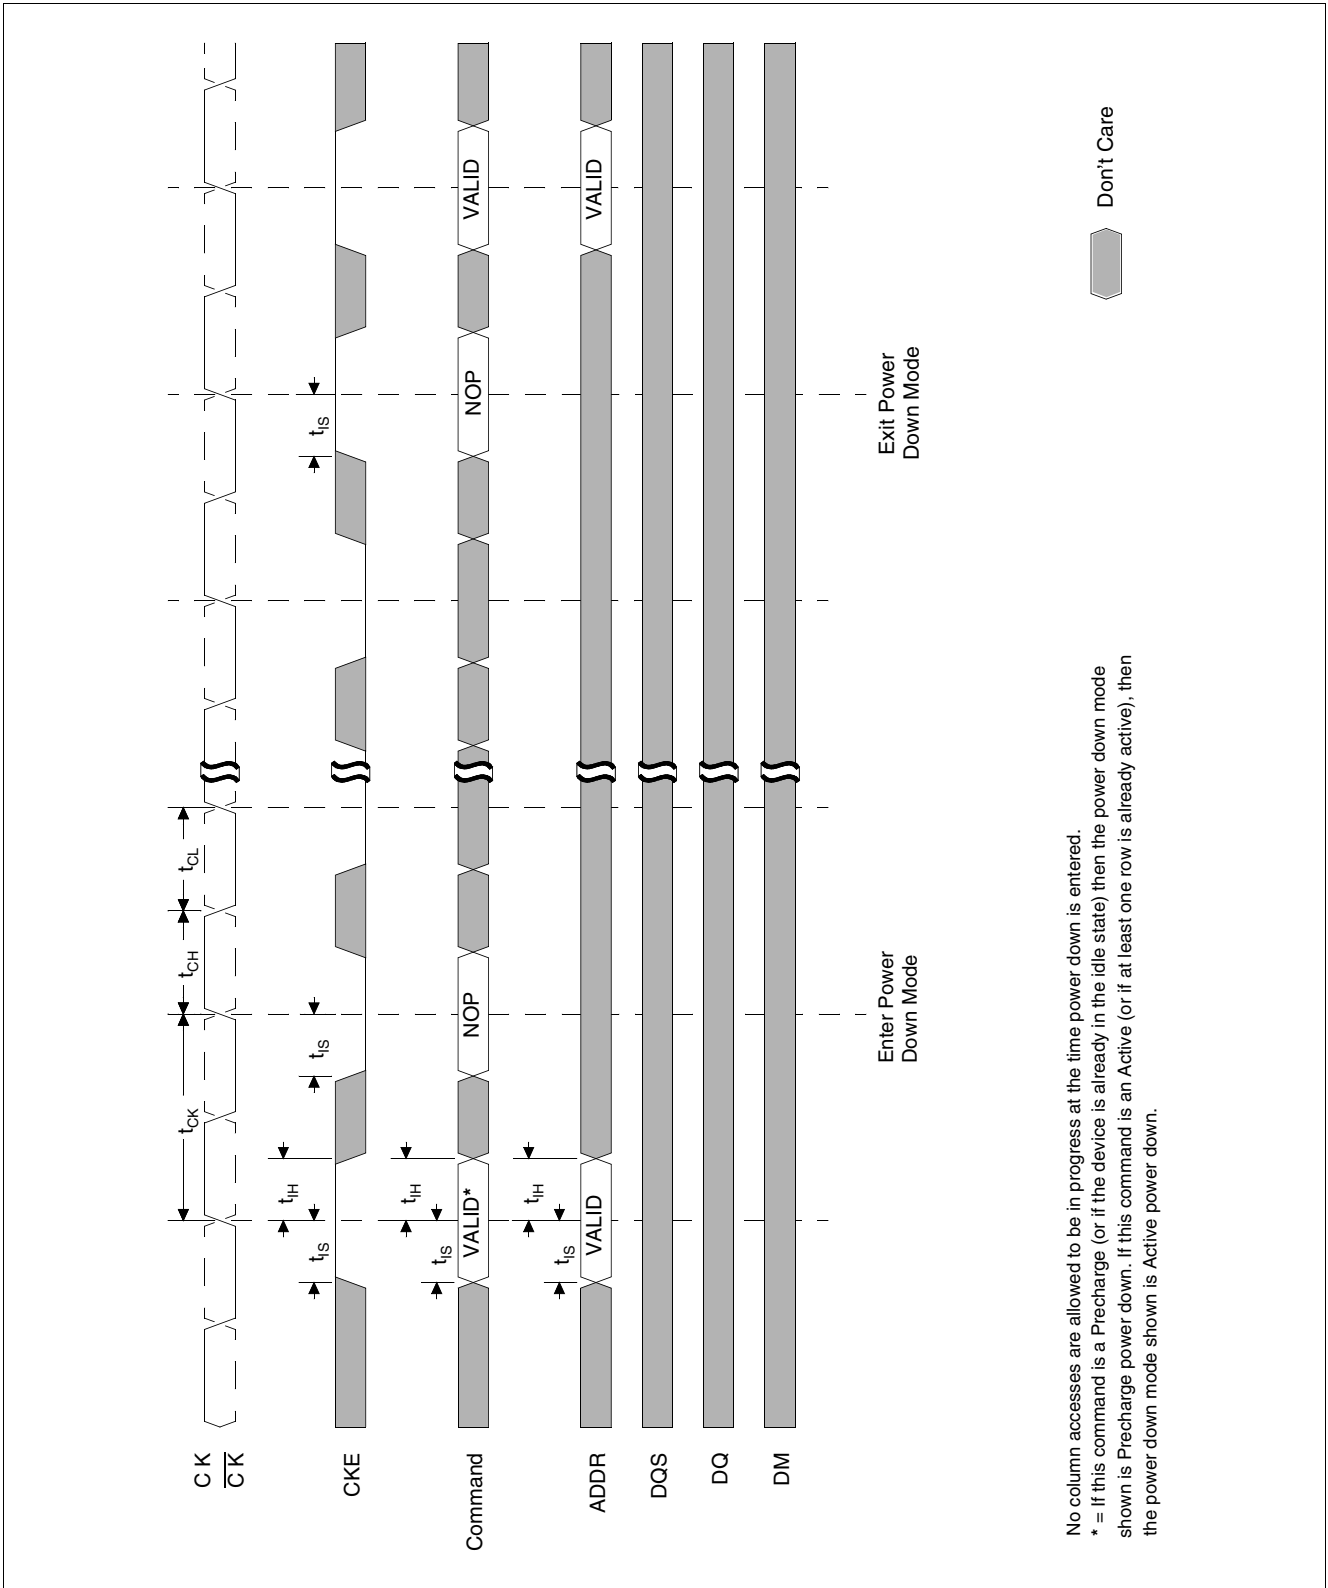 CK
CK
tCK
tCH
tCL
tIH
tIS
tIS
tIS
CKE
tIH
tIS
Command
VALID*
NOP
NOP
VALID
tIH
tIS
ADDR
VALID
VALID
DQS
DQ
DM
Enter Power
Down Mode
Exit Power
Down Mode
No column accesses are allowed to be in progress at the time power down is entered.
* = If this command is a Precharge (or if the device is already in the idle state) then the power down mode
shown is Precharge power down. If this command is an Active (or if at least one row is already active), then
the power down mode shown is Active power down.
Don't Care